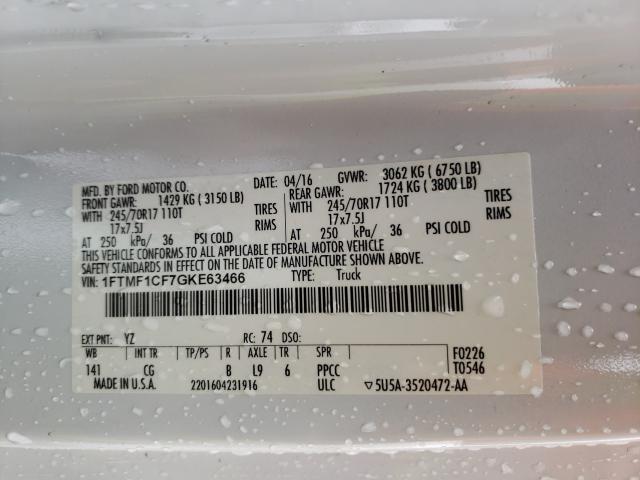 MFD. BY FORD MOTOR CO. DATE: 04/16 GVWR: 3062 KG ( 6750 LB)
FRONT GAWR: 1429 KG ( 3150 LB) REAR GAWR: 1724 KG ( 3800 LB)
WITH 245/70R17 110T TIRES WITH 245/70R17 110T TIRES
17x7.5J RIMS 17x7.5J RIMS
AT 250 kPa/ 36 PSI COLD AT 250 kPa/ 36 PSI COLD
THIS VEHICLE CONFORMS TO ALL APPLICABLE FEDERAL MOTOR VEHICLE
SAFETY STANDARDS IN EFFECT ON THE DATE OF MANUFACTURE SHOWN ABOVE.
VIN: 1FTMF1CF7GKE63466 TYPE: Truck
EXT PNT: YZ RC: 74 DSO:
WB INT TR TP/PS R AXLE TR SPR F0226
141 CG B L9 6 PPCC T0546
MADE IN U.S.A. 2201604231916 ULC ▽5U5A-3520472-AA